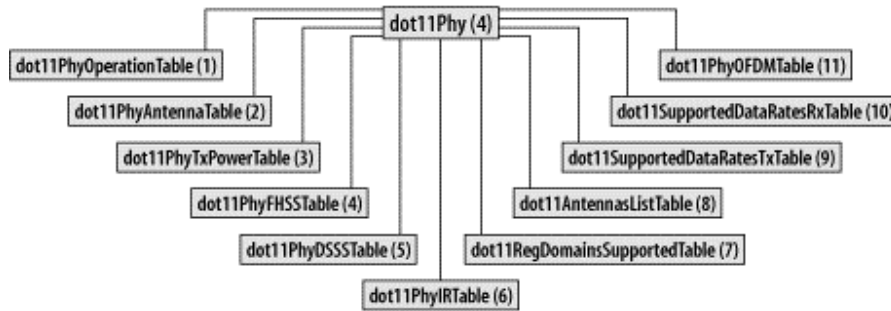 dot11Phy (4)
dot11PhyOperationTable (1)
dot11PhyOFDMTable (11)
dot11PhyAntennaTable (2)
dot11SupportedDataRatesRxTable (10)
dot11PhyTxPowerTable (3)
dot11SupportedDataRatesTxTable (9)
dot11PhyFHSSTable (4)
dot11AntennasListTable (8)
dot11PhyDSSSTable (5)
dot11RegDomainsSupportedTable (7)
dot11PhyIRTable (6)